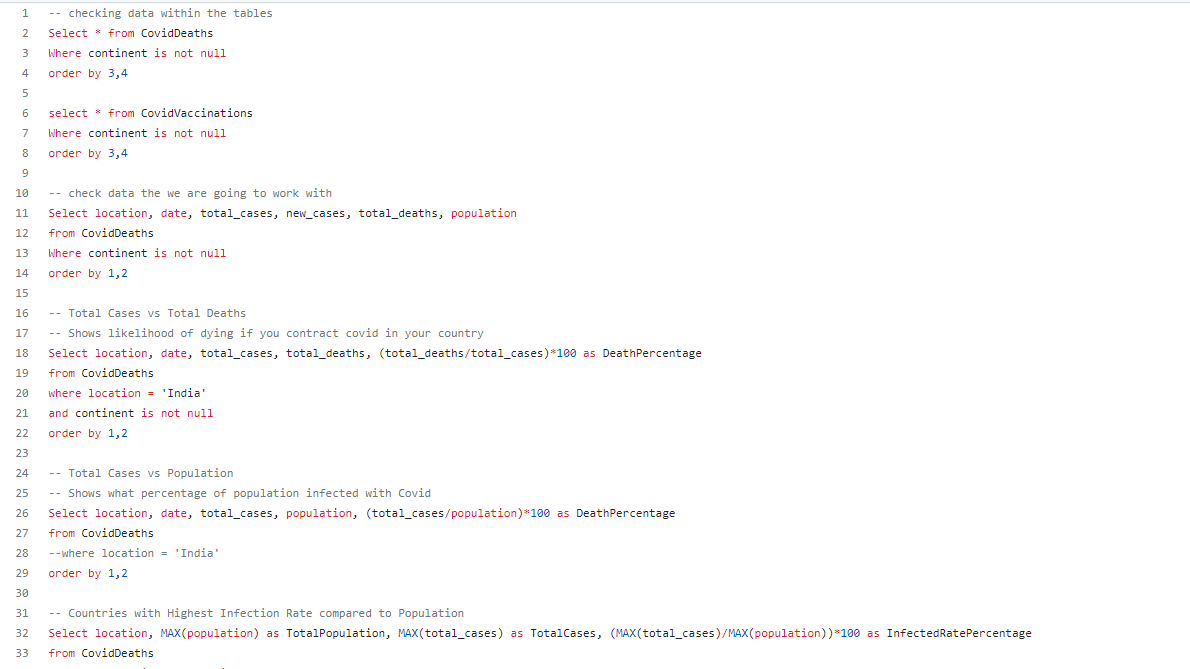 1 -- checking data within the tables
2 Select * from CovidDeaths
3 Where continent is not null
4 order by 3,4
5
6 select * from CovidVaccinations
7 Where continent is not null
8 order by 3,4
9
10 -- check data the we are going to work with
11 Select location, date, total_cases, new_cases, total_deaths, population
12 from CovidDeaths
13 Where continent is not null
14 order by 1,2
15
16 -- Total Cases vs Total Deaths
17 -- Shows likelihood of dying if you contract covid in your country
18 Select location, date, total_cases, total_deaths, (total_deaths/total_cases)*100 as DeathPercentage
19 from CovidDeaths
20 where location = 'India'
21 and continent is not null
22 order by 1,2
23
24 -- Total Cases vs Population
25 -- Shows what percentage of population infected with Covid
26 Select location, date, total_cases, population, (total_cases/population)*100 as DeathPercentage
27 from CovidDeaths
28 --where location = 'India'
29 order by 1,2
30
31 -- Countries with Highest Infection Rate compared to Population
32 Select location, MAX(population) as TotalPopulation, MAX(total_cases) as TotalCases, (MAX(total_cases)/MAX(population))*100 as InfectedRatePercentage
33 from CovidDeaths